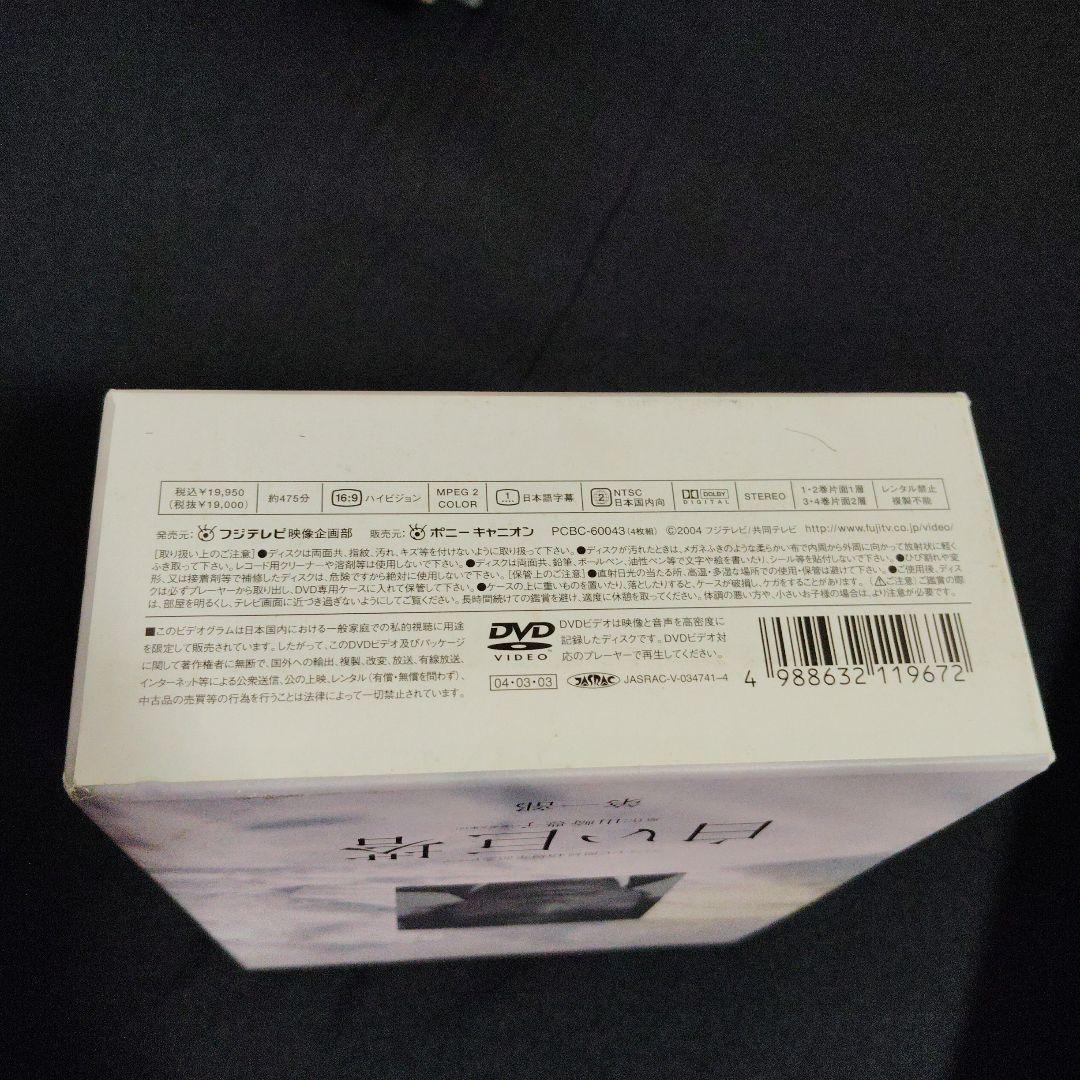 税込¥19,950
(税抜¥19,000)
約475分
16:9 ハイビジョン
MPEG 2
COLOR
1 日本語字幕
2 NTSC
日本国内向
DOLBY
DIGITAL
STEREO
1・2巻片面1層
3・4巻片面2層
レンタル禁止
複製不能
発売元: フジテレビ映像企画部 販売元: ポニーキャニオン PCBC-60043(4枚組) ©2004 フジテレビ/共同テレビ http://www.fujitv.co.jp/video/
[取り扱い上のご注意]●ディスクは両面共、指紋、汚れ、キズ等を付けないように取り扱って下さい。●ディスクが汚れたときは、メガネふきのような柔らかい布で内周から外周に向かって放射状に軽く
ふき取って下さい。レコード用クリーナーや溶剤等は使用しないで下さい。●ディスクは両面共、鉛筆、ボールペン、油性ペン等で文字や絵を書いたり、シール等を貼付しないで下さい。●ひび割れや変
形、又は接着剤等で補修したディスクは、危険ですから絶対に使用しないで下さい。[保管上のご注意]●直射日光の当たる所、高温・多湿な場所での使用・保管は避けて下さい。●ご使用後、ディス
クは必ずプレーヤーから取り出し、DVD専用ケースに入れて保管して下さい。●ケースの上に重いものを置いたり、落としたりすると、ケースが破損し、ケガをすることがあります。〔⚠ご注意〕ご鑑賞の際
は、部屋を明るくし、テレビ画面に近づき過ぎないようにしてご覧ください。長時間続けての鑑賞を避け、適度に休憩を取ってください。体調の悪い方や、小さいお子様の場合は、より注意が必要です。
■このビデオグラムは日本国内における一般家庭での私的視聴に用途
を限定して販売されています。したがって、このDVDビデオ及びパッケージ
に関して著作権者に無断で、国外への輸出、複製、改変、放送、有線放送、
インターネット等による公衆送信、公の上映、レンタル(有償・無償を問わず)、
中古品の売買等の行為を行うことは法律によって一切禁止されています。
DVD
VIDEO
DVDビデオは映像と音声を高密度に
記録したディスクです。DVDビデオ対
応のプレーヤーで再生してください。
04・03・03
JASRAC
JASRAC-V-034741-4
4 988632 119672
第一部
白い巨塔